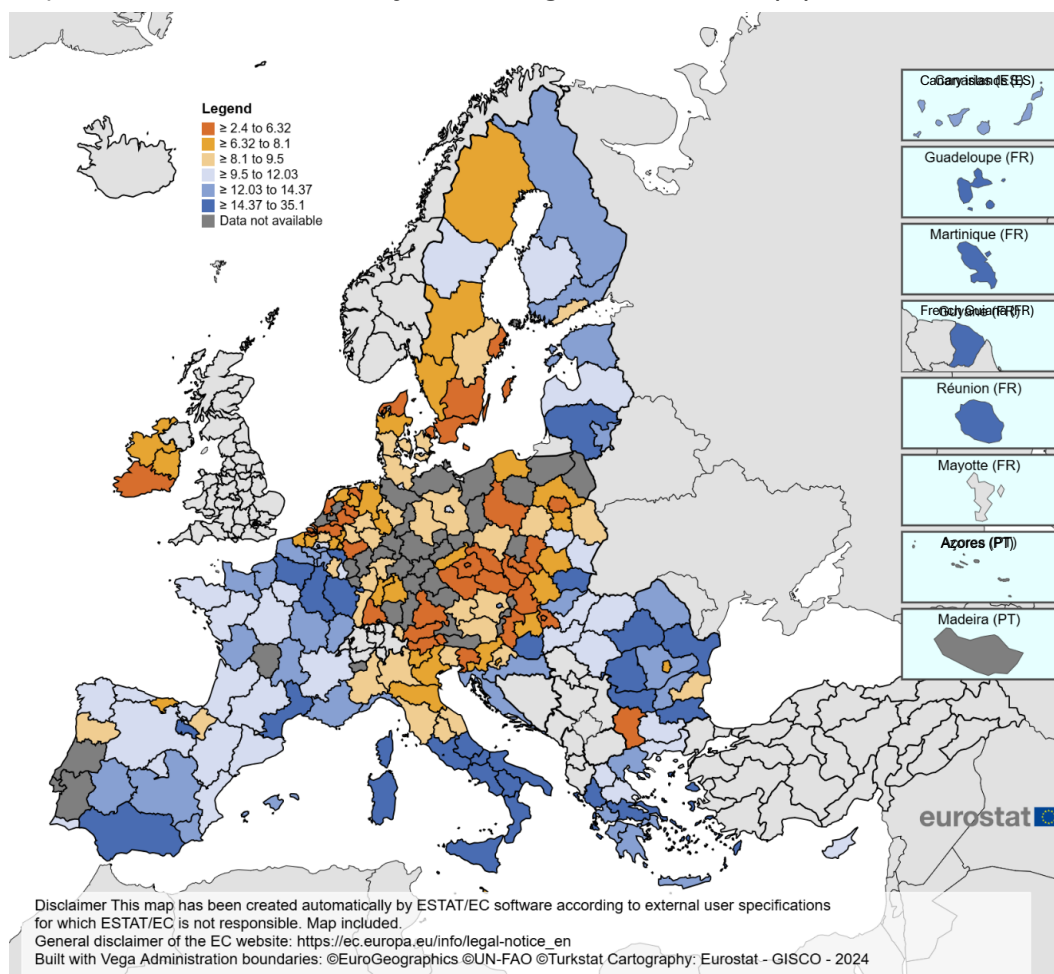 Legend
≥ 2.4 to 6.32
≥ 6.32 to 8.1
≥ 8.1 to 9.5
≥ 9.5 to 12.03
≥ 12.03 to 14.37
≥ 14.37 to 35.1
Data not available
Guadeloupe (FR)
Martinique (FR)
Réunion (FR)
Mayotte (FR)
Açores (PT)
Madeira (PT)
eurostat
Disclaimer This map has been created automatically by ESTAT/EC software according to external user specifications
for which ESTAT/EC is not responsible. Map included.
General disclaimer of the EC website: https://ec.europa.eu/info/legal-notice_en
Built with Vega Administration boundaries: ©EuroGeographics ©UN-FAO ©Turkstat Cartography: Eurostat - GISCO - 2024